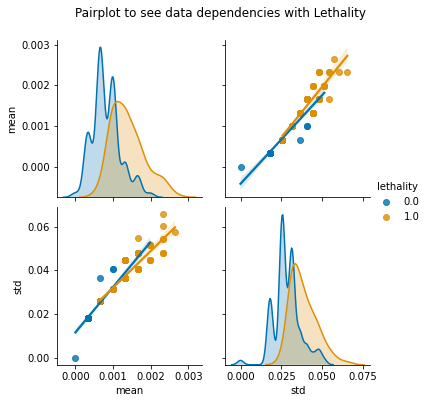 Pairplot to see data dependencies with Lethality
0.003
0.002
0.001
0.000
mean
lethality
0.0
1.0
0.06
0.04
0.02
0.00
std
0.000 0.001 0.002 0.003
mean
0.000 0.025 0.050 0.075
std